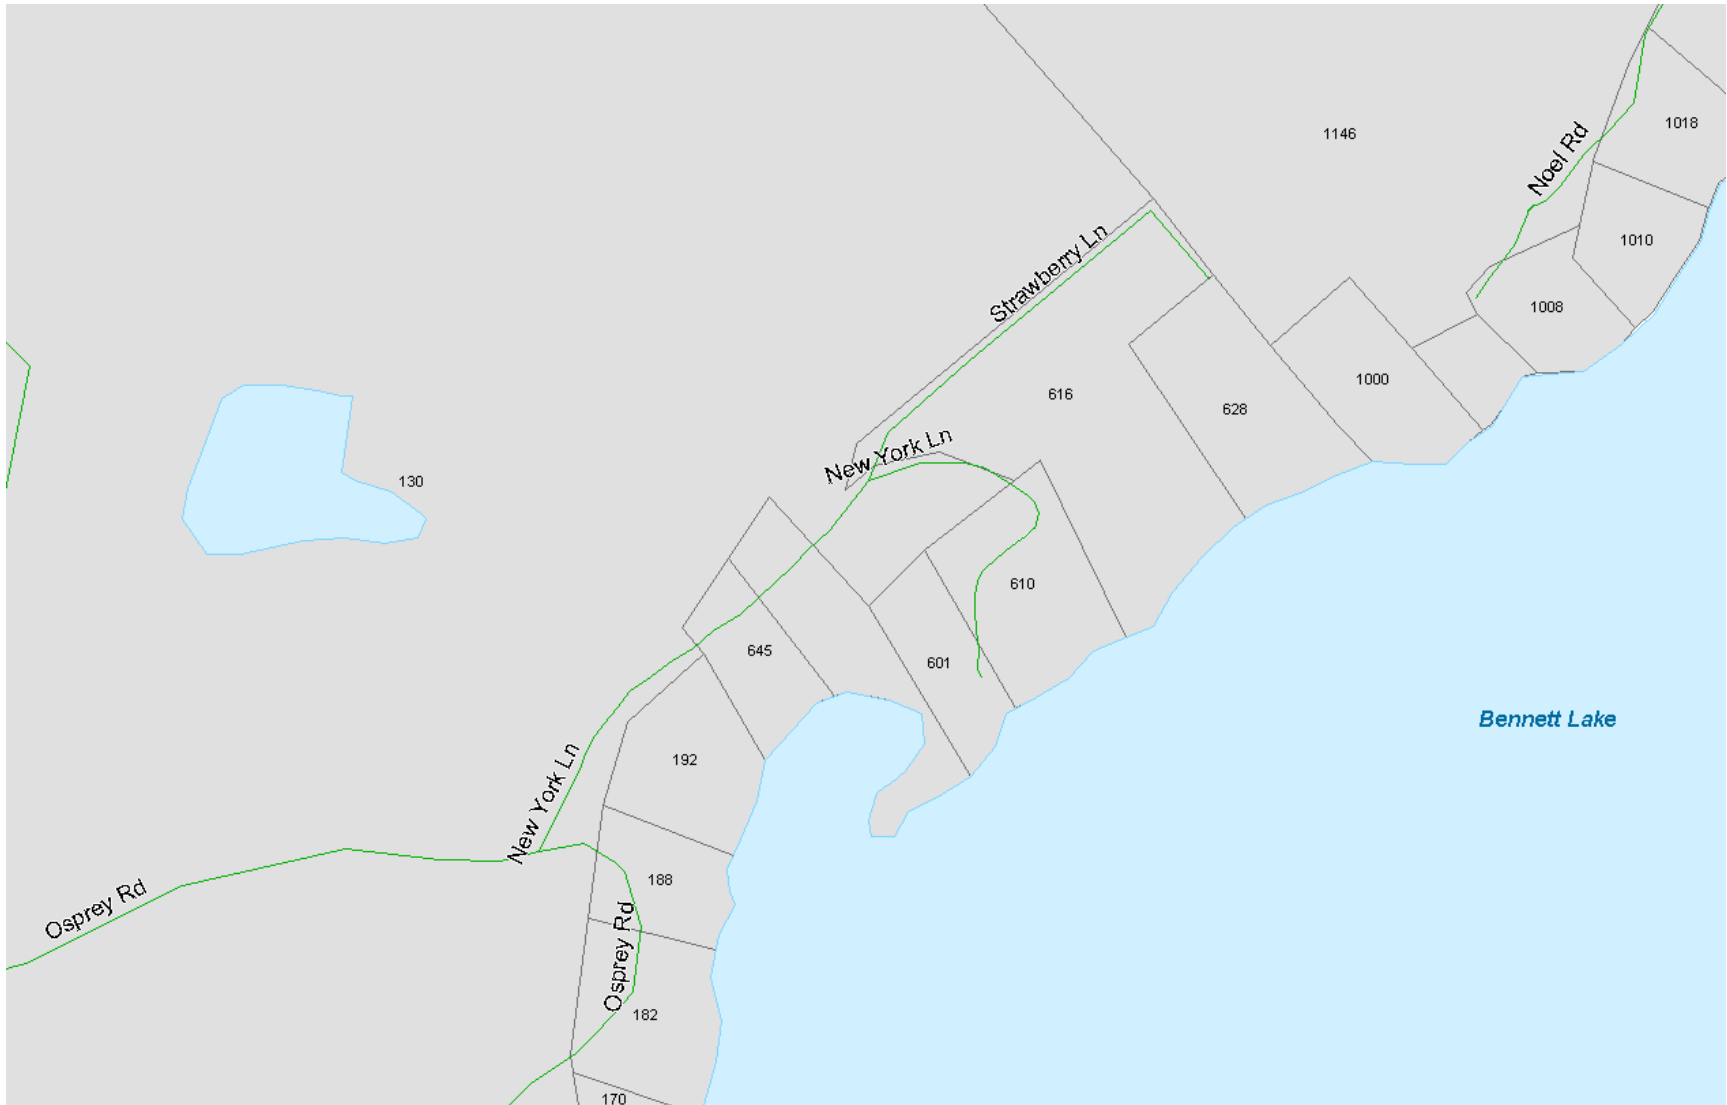 1018
1146
Noel Rd
1010
Strawberry Ln
1008
1000
616
628
New York Ln
130
610
645
601
Bennett Lake
192
New York Ln
188
Osprey Rd
Osprey Rd
182
170